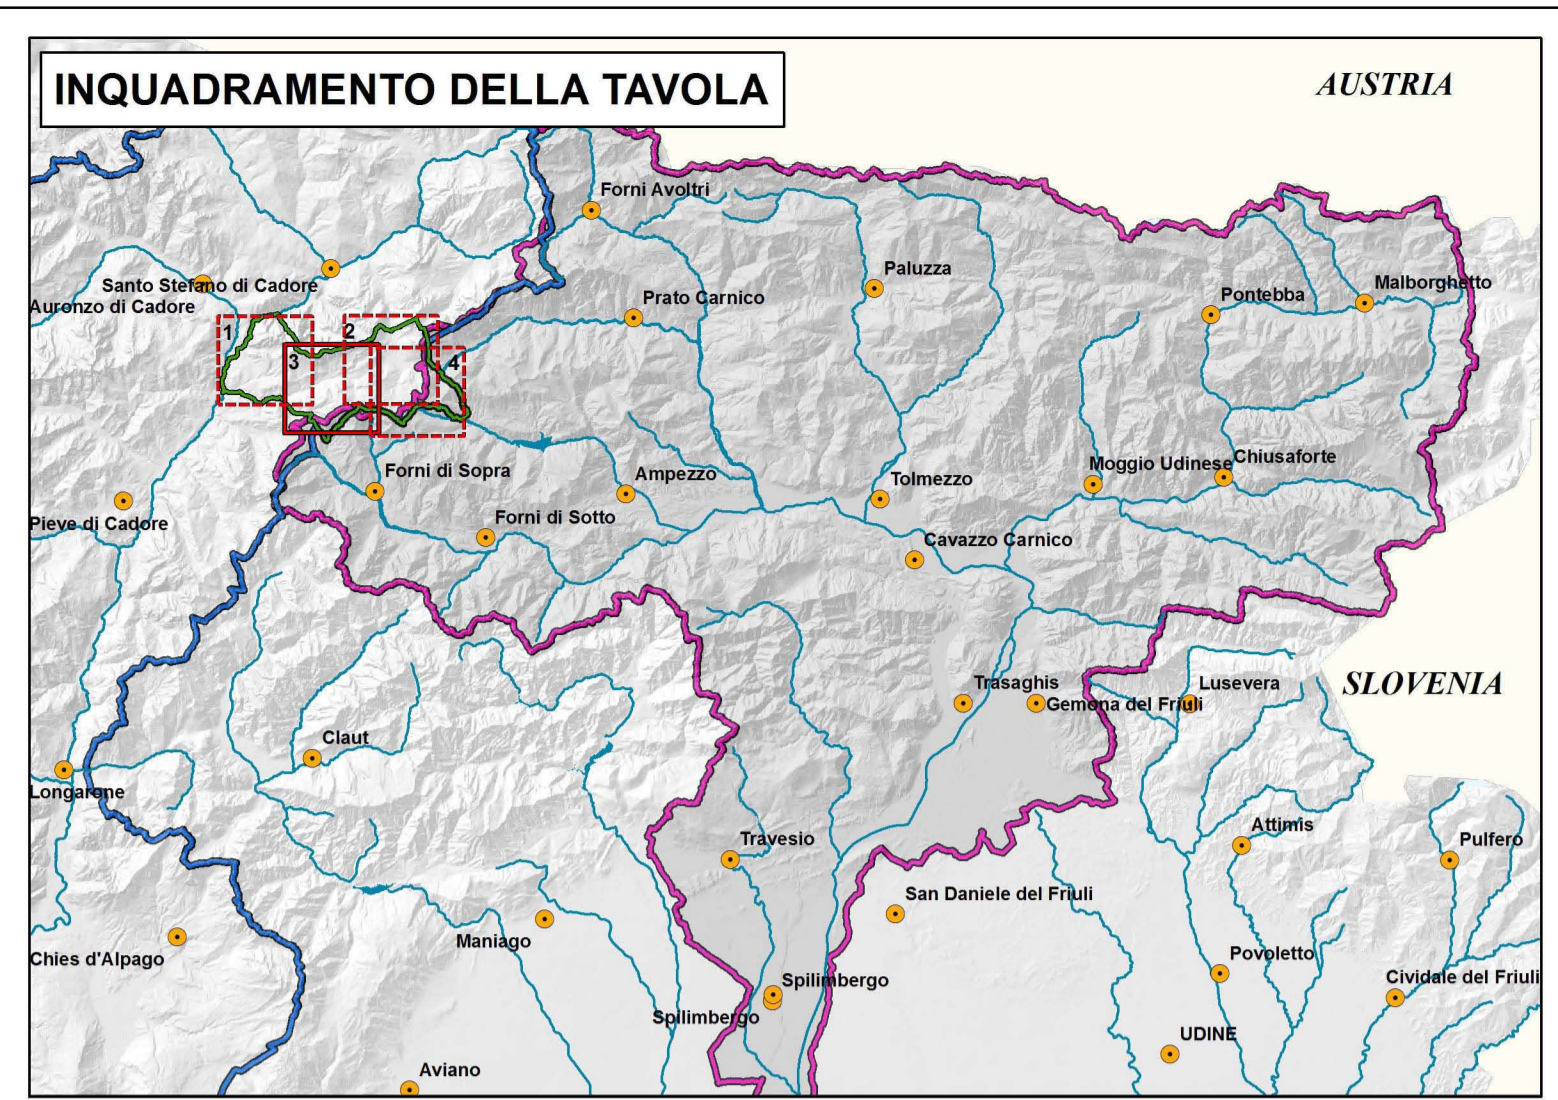 INQUADRAMENTO DELLA TAVOLA
AUSTRIA
Forni Avoltri
Paluzza
Santo Stefano di Cadore
Malborghetto
Prato Carnico
Pontebba
Auronzo di Cadore
1
2
3
4
Chiusaforte
Moggio Udinese
Forni di Sopra
Ampezzo
Tolmezzo
Forni di Sotto
Pieve di Cadore
Cavazzo Carnico
Trasaghis
Lusevera
SLOVENIA
Gemona del Friuli
Claut
Longarone
Attimis
Travesio
Pulfero
San Daniele del Friuli
Maniago
Povoletto
Chies d'Alpago
Spilimbergo
Cividale del Friuli
Spilimbergo
UDINE
Aviano